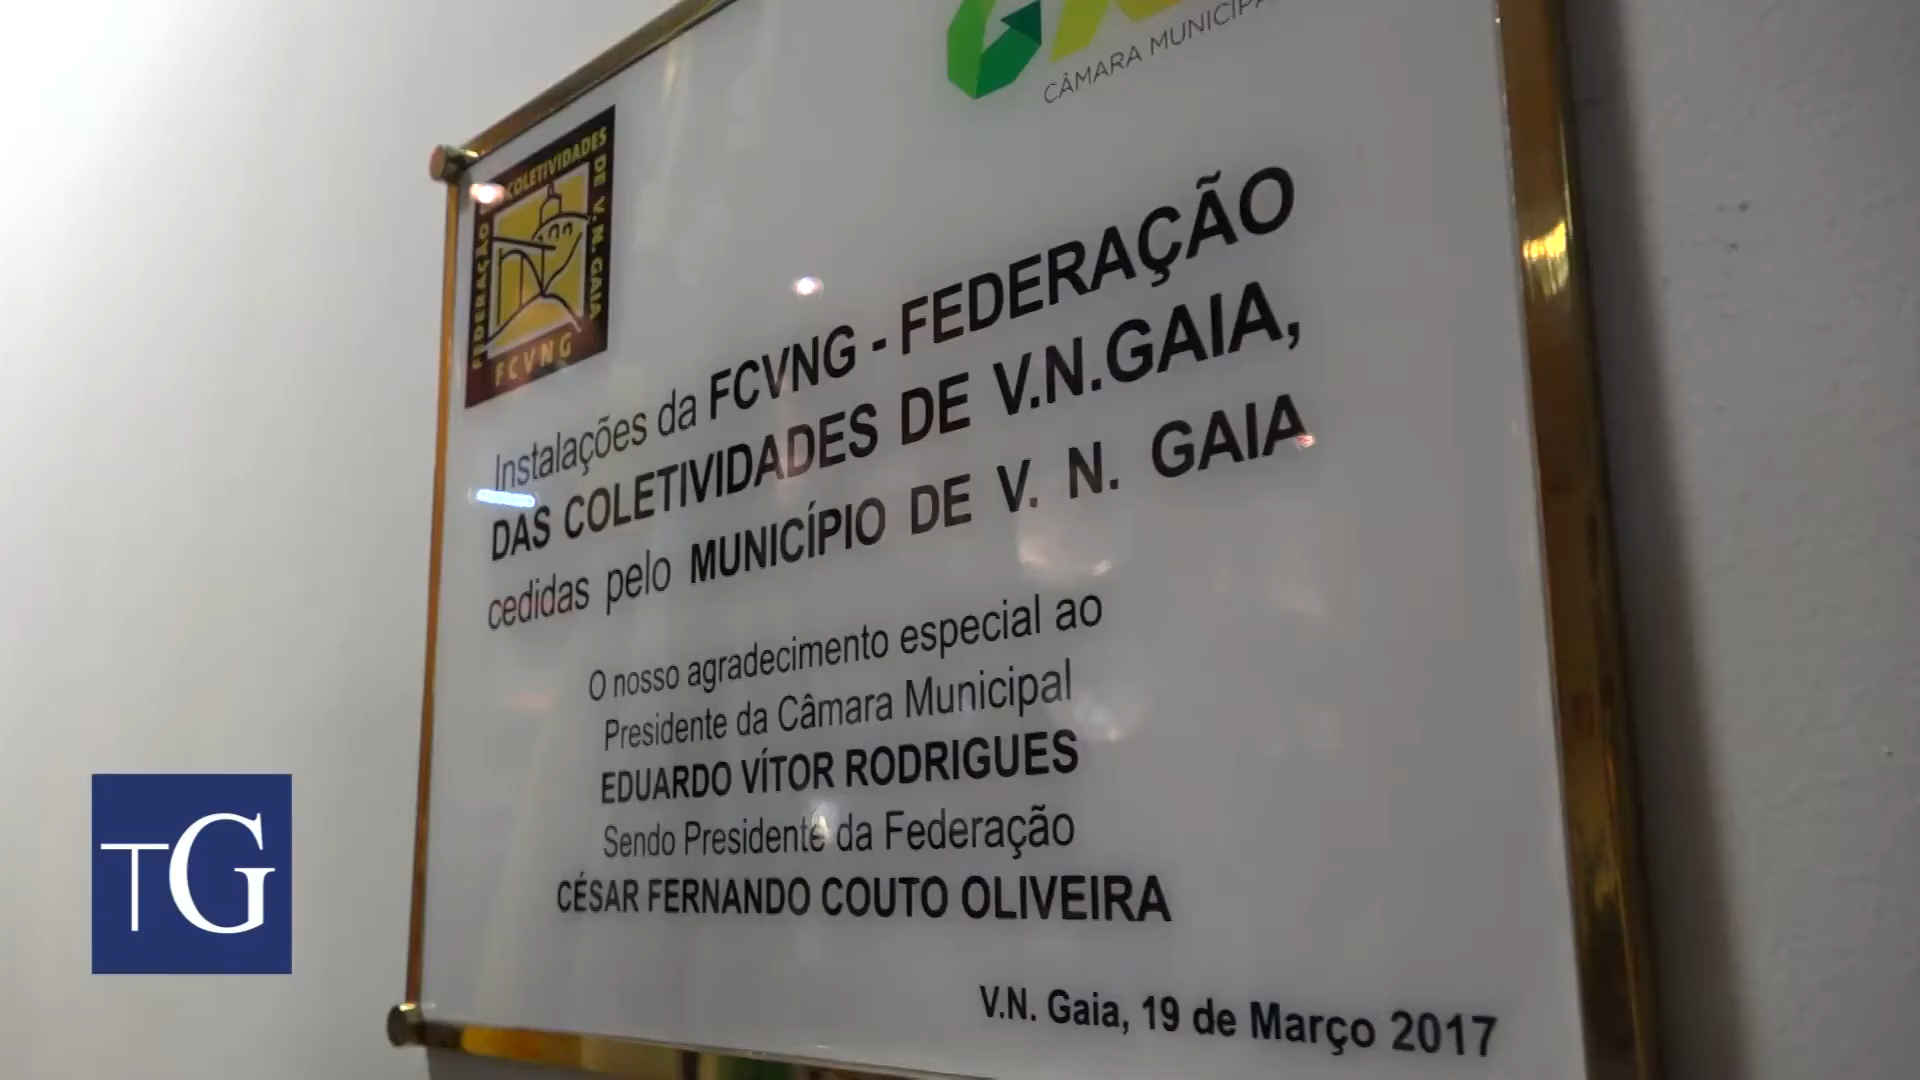 CÂMARA MUNICIPA
FEDERAÇÃO
COLETIVIDADES
DE V. N. GAIA
FCVNG
Instalações da FCVNG - FEDERAÇÃO
DAS COLETIVIDADES DE V.N.GAIA,
cedidas pelo MUNICÍPIO DE V. N. GAIA
O nosso agradecimento especial ao
Presidente da Câmara Municipal
EDUARDO VÍTOR RODRIGUES
Sendo Presidente da Federação
CÉSAR FERNANDO COUTO OLIVEIRA
V.N. Gaia, 19 de Março 2017
TG